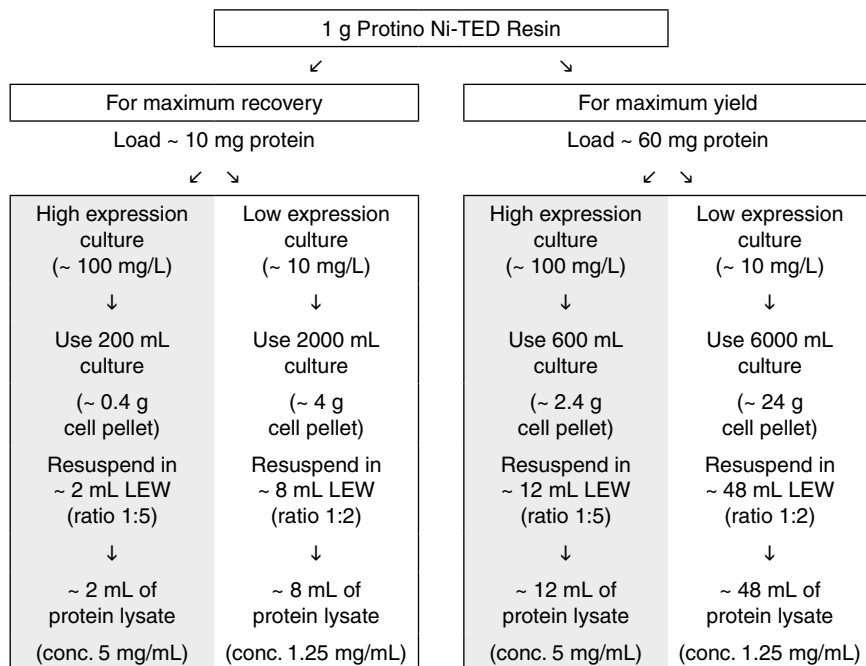 1 g Protino Ni-TED Resin
↙ ↘
For maximum recovery
Load ~ 10 mg protein
↙ ↘
High expression
culture
(~ 100 mg/L)
↓
Use 200 mL
culture
(~ 0.4 g
cell pellet)
Resuspend in
~ 2 mL LEW
(ratio 1:5)
↓
~ 2 mL of
protein lysate
(conc. 5 mg/mL)
Low expression
culture
(~ 10 mg/L)
↓
Use 2000 mL
culture
(~ 4 g
cell pellet)
Resuspend in
~ 8 mL LEW
(ratio 1:2)
↓
~ 8 mL of
protein lysate
(conc. 1.25 mg/mL)
For maximum yield
Load ~ 60 mg protein
↙ ↘
High expression
culture
(~ 100 mg/L)
↓
Use 600 mL
culture
(~ 2.4 g
cell pellet)
Resuspend in
~ 12 mL LEW
(ratio 1:5)
↓
~ 12 mL of
protein lysate
(conc. 5 mg/mL)
Low expression
culture
(~ 10 mg/L)
↓
Use 6000 mL
culture
(~ 24 g
cell pellet)
Resuspend in
~ 48 mL LEW
(ratio 1:2)
↓
~ 48 mL of
protein lysate
(conc. 1.25 mg/mL)